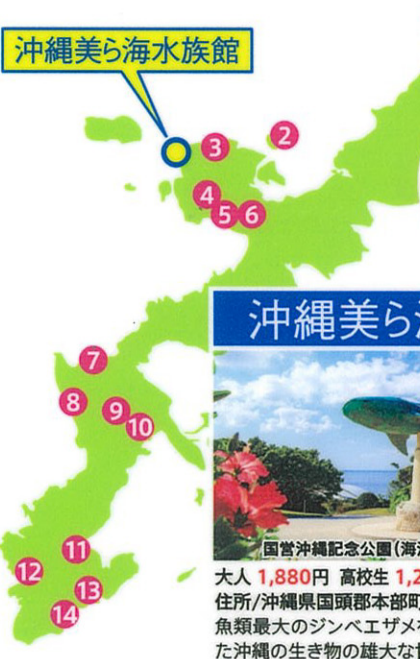 沖縄美ら海水族館
2
3
4
5
6
沖縄美ら
7
8
9
10
国営沖縄記念公園(海
11
12
13
14
大人 1,880円 高校生 1,2
住所/沖縄県国頭郡本部町
魚類最大のジンベエザメ
た沖縄の生き物の雄大な